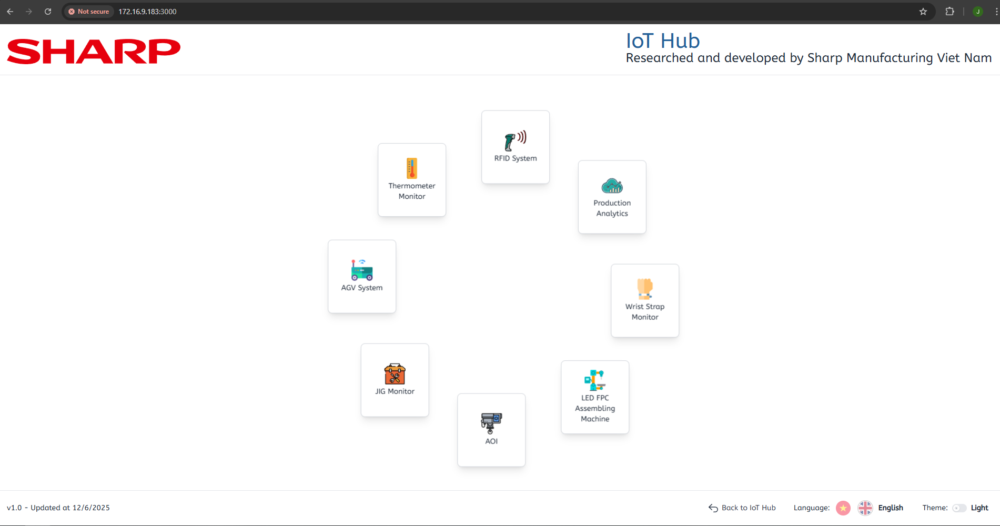 Not secure
172.16.9.183:3000
J
SHARP
IoT Hub
Researched and developed by Sharp Manufacturing Viet Nam
RFID System
Thermometer
Monitor
Production
Analytics
AGV System
Wrist Strap
Monitor
JIG Monitor
LED FPC
Assembling
Machine
AOI
v1.0 - Updated at 12/6/2025
Back to IoT Hub
Language:
English
Theme:
Light